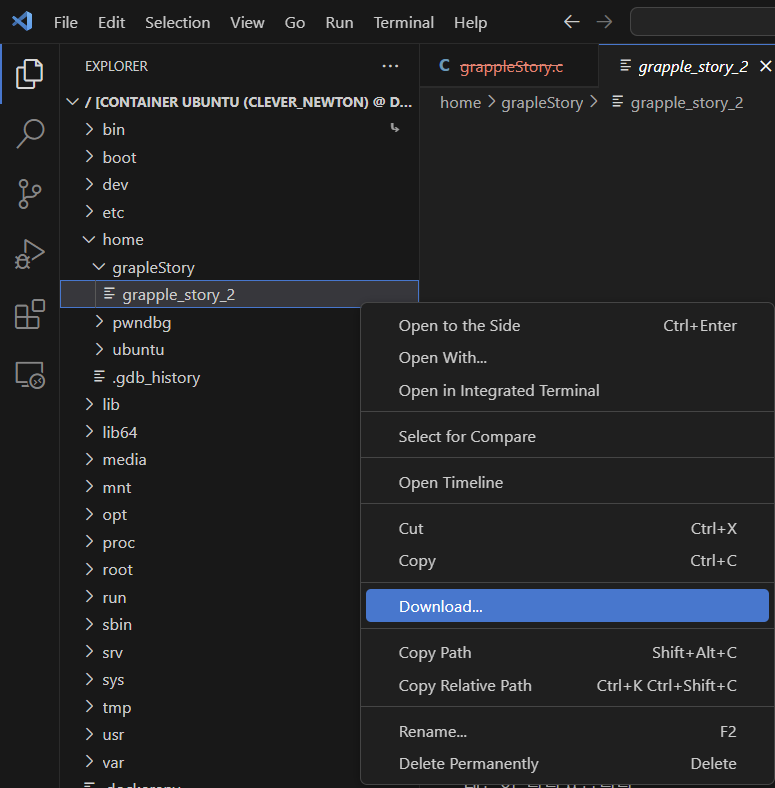 File Edit Selection View Go Run Terminal Help
EXPLORER
grappleStory.c
grapple_story_2
/ [CONTAINER UBUNTU (CLEVER_NEWTON) @ D...
home > grapleStory > grapple_story_2
bin
boot
dev
etc
home
grapleStory
grapple_story_2
pwndbg
ubuntu
.gdb_history
lib
lib64
media
mnt
opt
proc
root
run
sbin
srv
sys
tmp
usr
var
Open to the Side Ctrl+Enter
Open With...
Open in Integrated Terminal
Select for Compare
Open Timeline
Cut Ctrl+X
Copy Ctrl+C
Download...
Copy Path Shift+Alt+C
Copy Relative Path Ctrl+K Ctrl+Shift+C
Rename... F2
Delete Permanently Delete